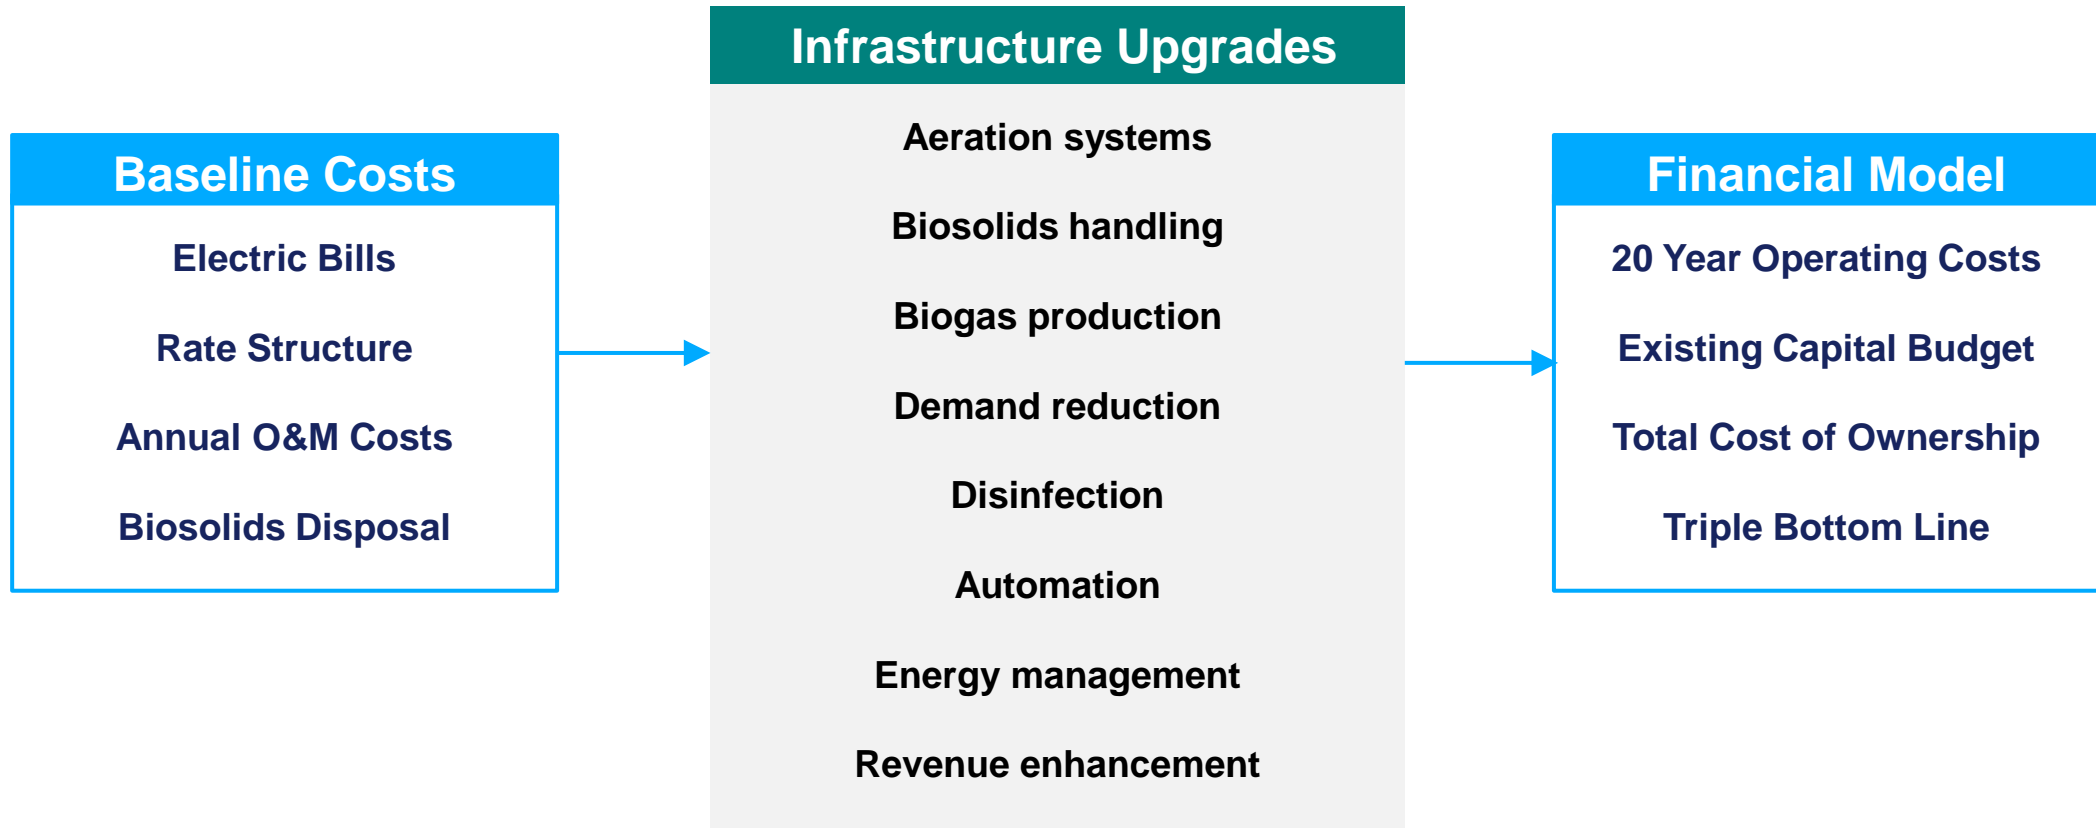 Baseline Costs
Electric Bills
Rate Structure
Annual O&M Costs
Biosolids Disposal
Infrastructure Upgrades
Aeration systems
Biosolids handling
Biogas production
Demand reduction
Disinfection
Automation
Energy management
Revenue enhancement
Financial Model
20 Year Operating Costs
Existing Capital Budget
Total Cost of Ownership
Triple Bottom Line